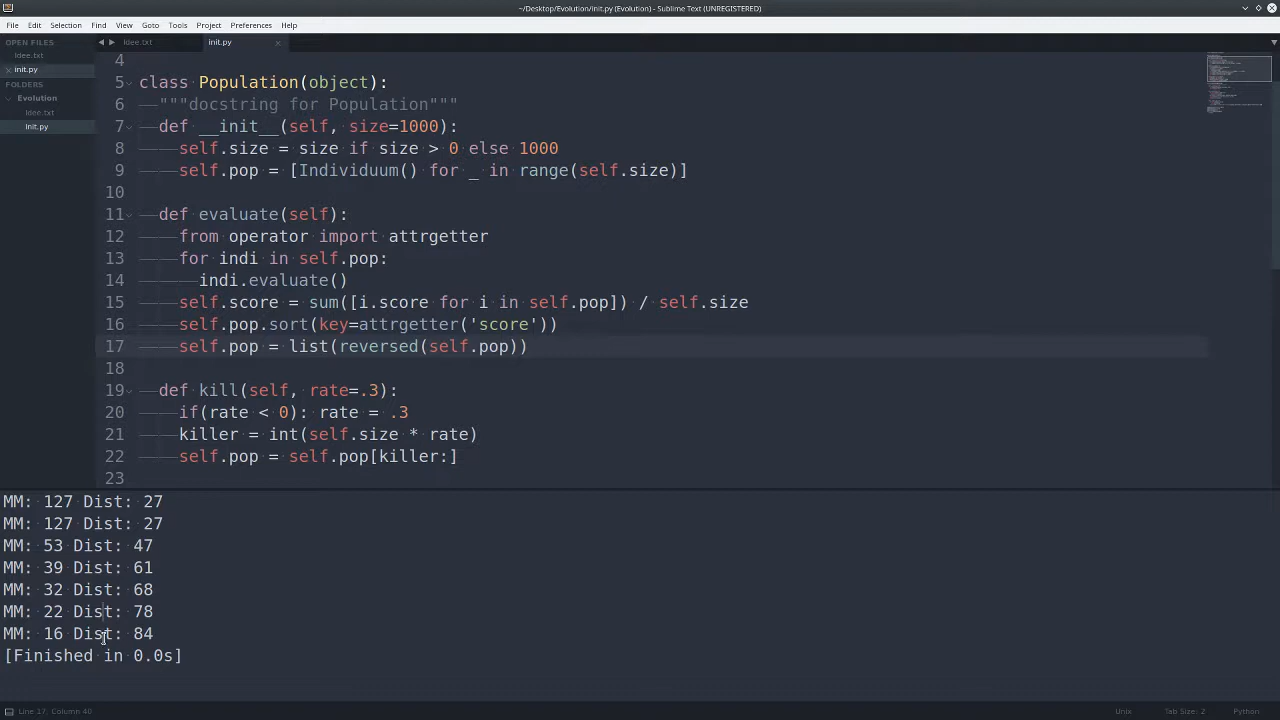 ~/Desktop/Evolution/init.py (Evolution) - Sublime Text (UNREGISTERED)
File Edit Selection Find View Goto Tools Project Preferences Help
OPEN FILES
Idee.txt
init.py
FOLDERS
Evolution
Idee.txt
init.py
Idee.txt init.py
4
5 class Population(object):
6 """docstring for Population"""
7 def __init__(self, size=1000):
8 self.size = size if size > 0 else 1000
9 self.pop = [Individuum() for _ in range(self.size)]
10
11 def evaluate(self):
12 from operator import attrgetter
13 for indi in self.pop:
14 indi.evaluate()
15 self.score = sum([i.score for i in self.pop]) / self.size
16 self.pop.sort(key=attrgetter('score'))
17 self.pop = list(reversed(self.pop))
18
19 def kill(self, rate=.3):
20 if(rate < 0): rate = .3
21 killer = int(self.size * rate)
22 self.pop = self.pop[killer:]
23
MM: 127 Dist: 27
MM: 127 Dist: 27
MM: 53 Dist: 47
MM: 39 Dist: 61
MM: 32 Dist: 68
MM: 22 Dist: 78
MM: 16 Dist: 84
[Finished in 0.0s]
Line 17, Column 40 Unix Tab Size: 2 Python